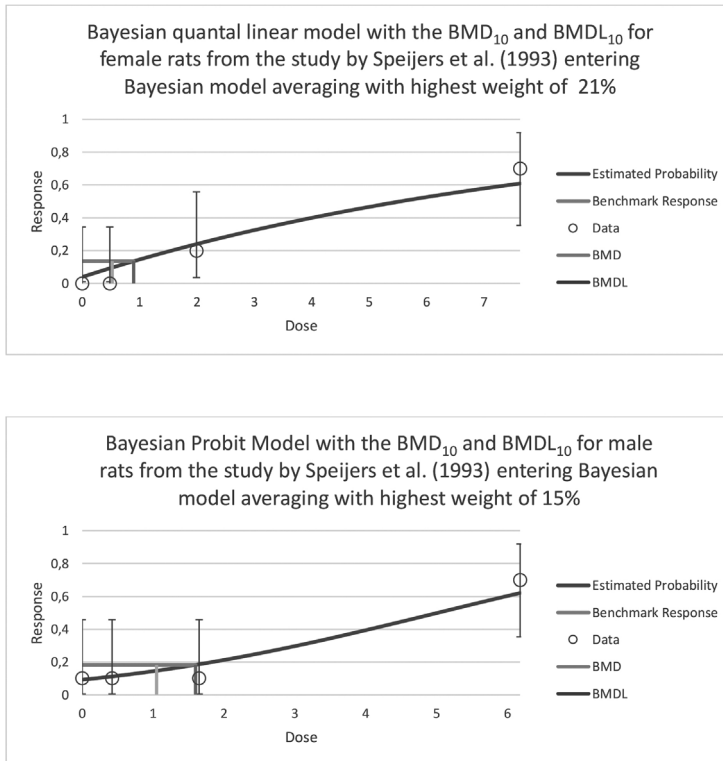 Bayesian quantal linear model with the BMD10 and BMDL10 for
female rats from the study by Speijers et al. (1993) entering
Bayesian model averaging with highest weight of 21%
1
0,8
0,6
0,4
0,2
0
Response
0 1 2 3 4 5 6 7
Dose
Estimated Probability
Benchmark Response
Data
BMD
BMDL
Bayesian Probit Model with the BMD10 and BMDL10 for male
rats from the study by Speijers et al. (1993) entering Bayesian
model averaging with highest weight of 15%
1
0,8
0,6
0,4
0,2
0
Response
0 1 2 3 4 5 6
Dose
Estimated Probability
Benchmark Response
Data
BMD
BMDL